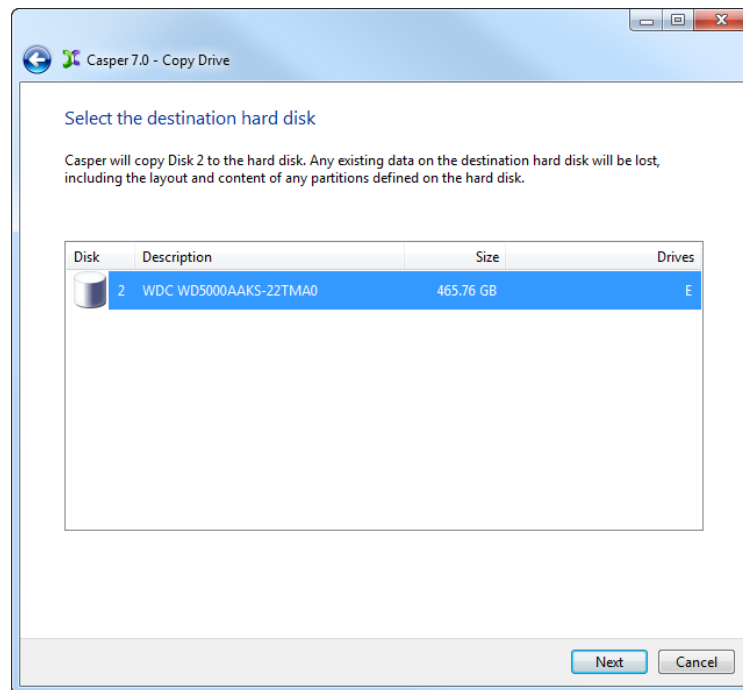 Casper 7.0 - Copy Drive
Select the destination hard disk
Casper will copy Disk 2 to the hard disk. Any existing data on the destination hard disk will be lost,
including the layout and content of any partitions defined on the hard disk.
Disk Description Size Drives
2 WDC WD5000AAKS-22TMA0 465.76 GB E
Next Cancel